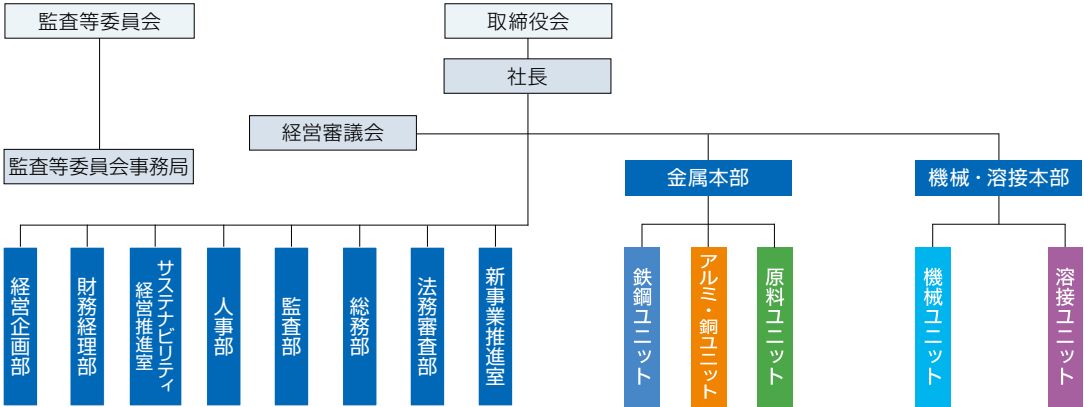 監査等委員会
取締役会
社長
経営審議会
監査等委員会事務局
金属本部
機械・溶接本部
経営企画部
財務経理部
サステナビリティ
経営推進室
人事部
監査部
総務部
法務審査部
新事業推進室
鉄鋼ユニット
アルミ・銅ユニット
原料ユニット
機械ユニット
溶接ユニット